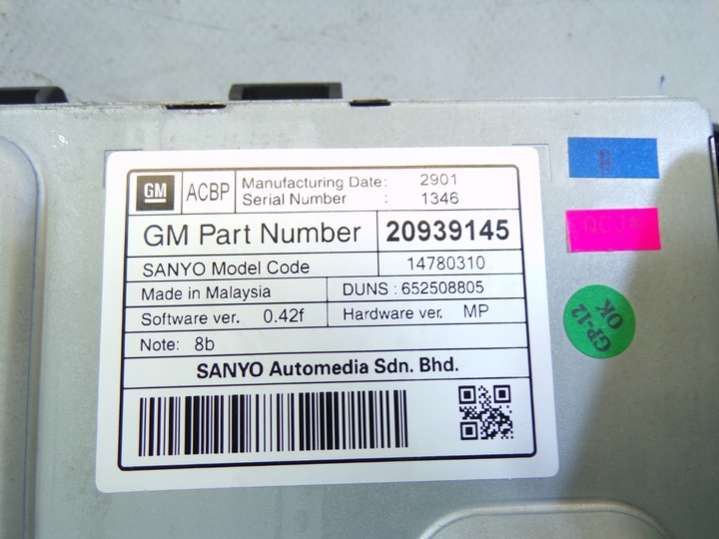 GM ACBP Manufacturing Date: 2901
Serial Number : 1346
GM Part Number 20939145
SANYO Model Code 14780310
Made in Malaysia DUNS : 652508805
Software ver. 0.42f Hardware ver. MP
Note: 8b
SANYO Automedia Sdn. Bhd.
GP-12
OK